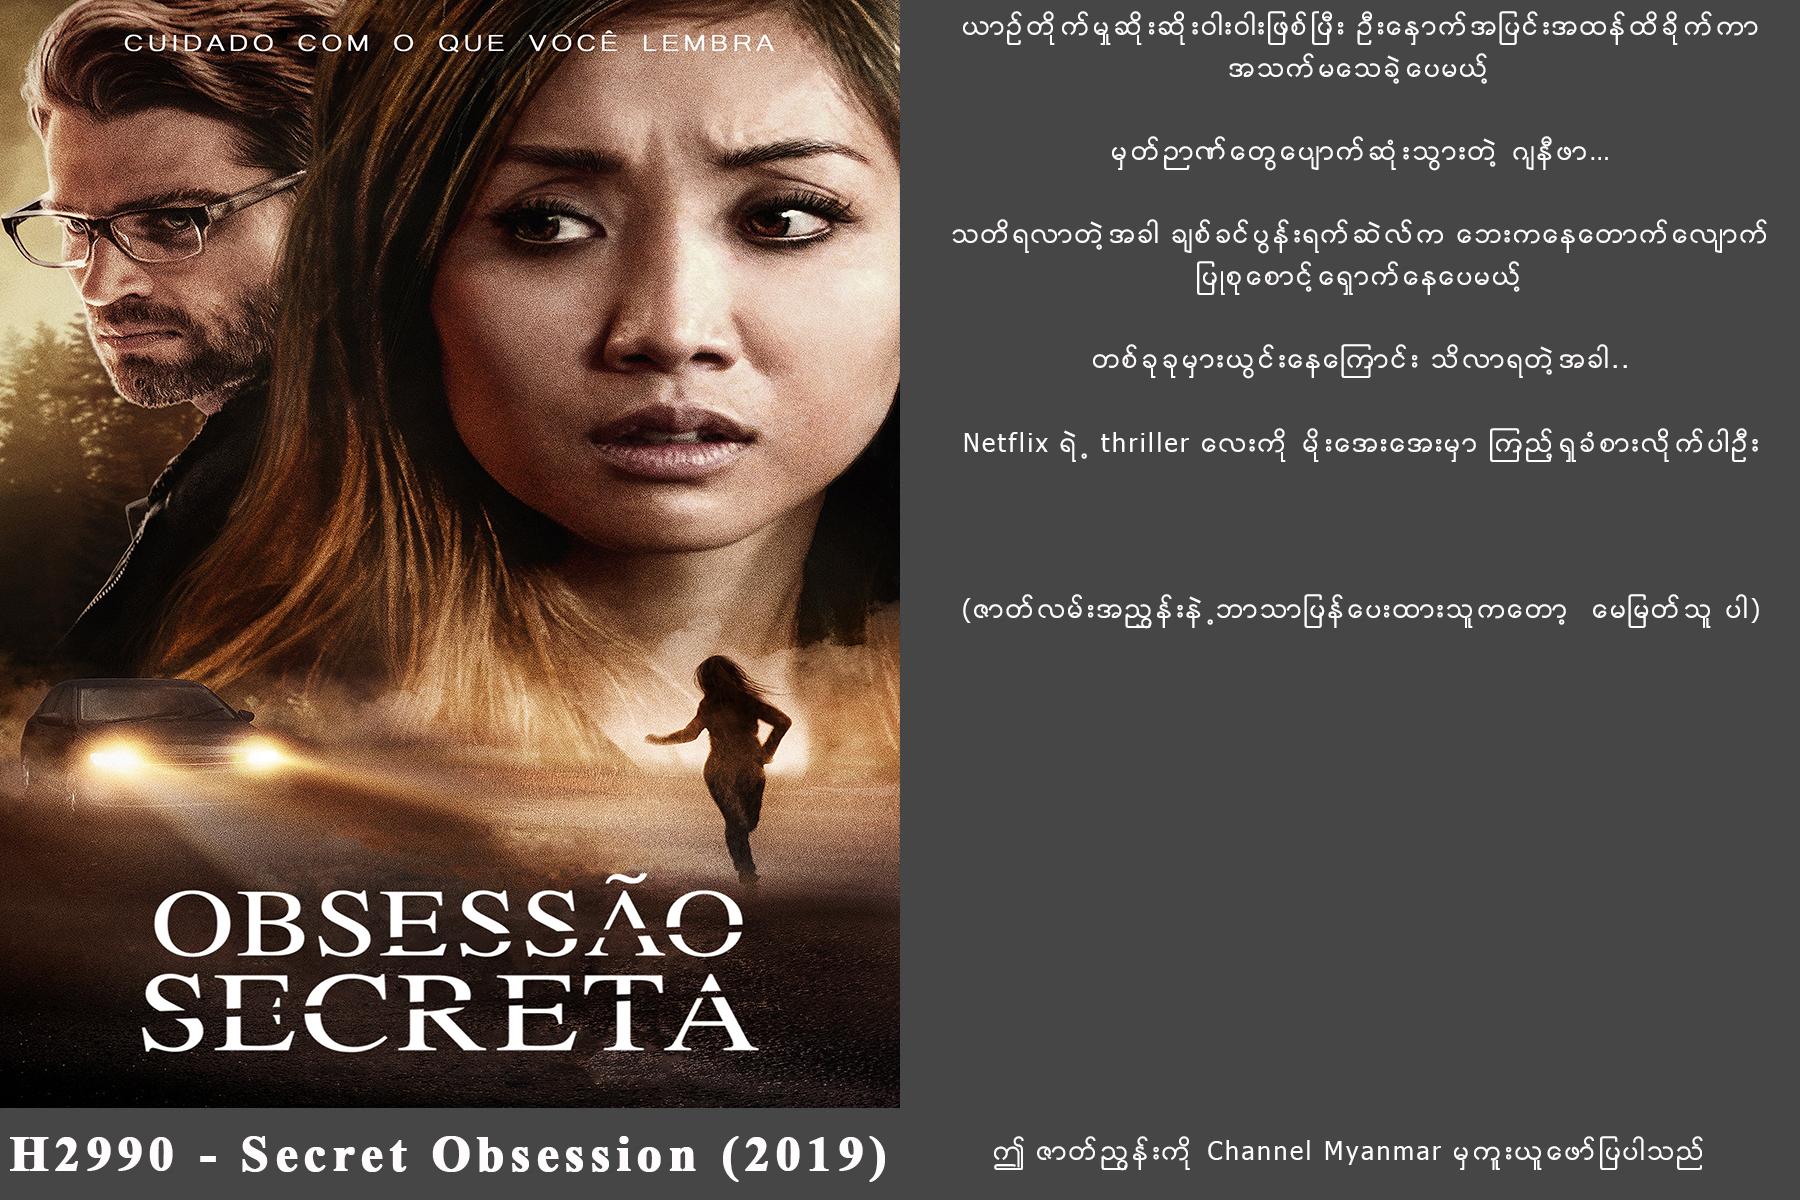 CUIDADO COM O QUE VOCÊ LEMBRA
OBSESSÃO
SECRETA
H2990 - Secret Obsession (2019)
ယာဉ်တိုက်မှုဆိုးဆိုးဝါးဝါးဖြစ်ပြီး ဦးနှောက်အပြင်းအထန်ထိခိုက်ကာ
အသက်မသေခဲ့ပေမယ့်
မှတ်ဉာဏ်တွေပျောက်ဆုံးသွားတဲ့ ဂျနီဖာ...
သတိရလာတဲ့အခါ ချစ်ခင်ပွန်းရက်ဆဲလ်က ဘေးကနေတောက်လျောက်
ပြုစုစောင့်ရှောက်နေပေမယ့်
တစ်ခုခုမှားယွင်းနေကြောင်း သိလာရတဲ့အခါ..
Netflix ရဲ့ thriller လေးကို မိုးအေးအေးမှာ ကြည့်ရှုခံစားလိုက်ပါဦး
(ဇာတ်လမ်းအညွှန်းနဲ့ဘာသာပြန်ပေးထားသူကတော့ မေမြတ်သူ ပါ)
ဤ ဇာတ်ညွှန်းကို Channel Myanmar မှကူးယူဖော်ပြပါသည်